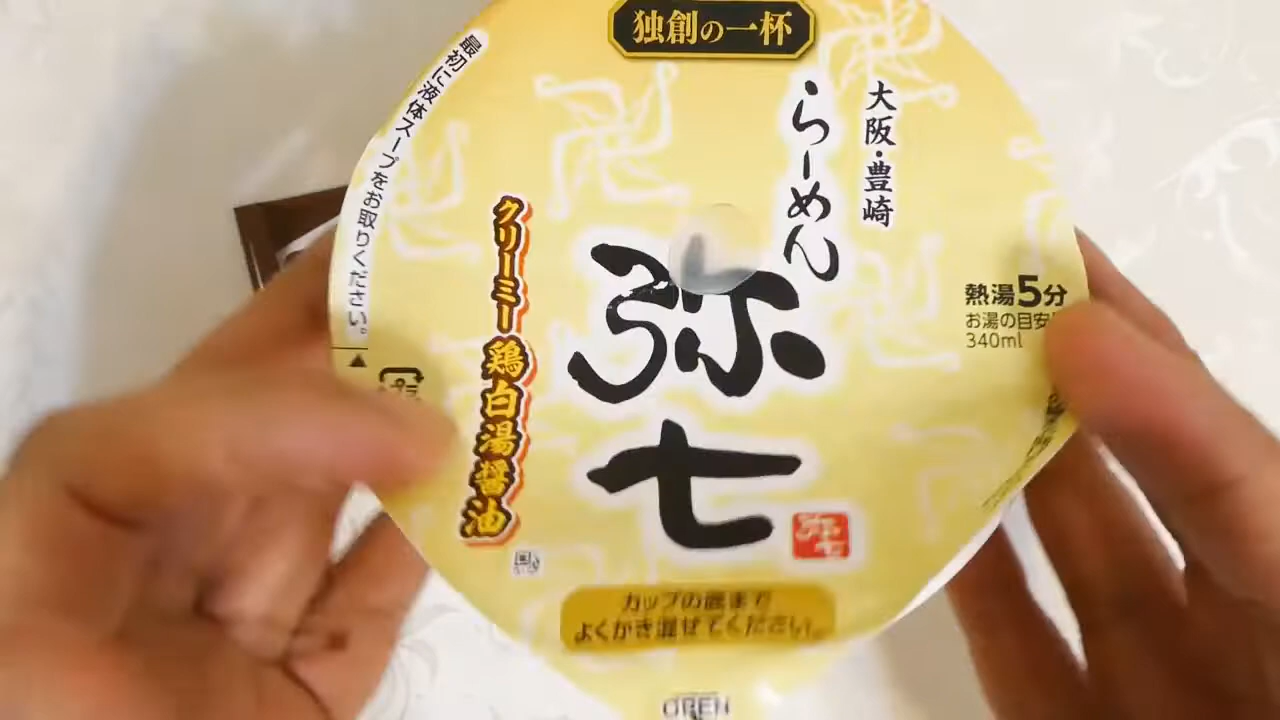 独創の一杯
大阪・豊崎
らーめん
弥七
クリーミー鶏白湯醤油
最初に液体スープをお取りください。
熱湯5分
お湯の目安
340ml
カップの底まで
よくかき混ぜてください。
OPEN